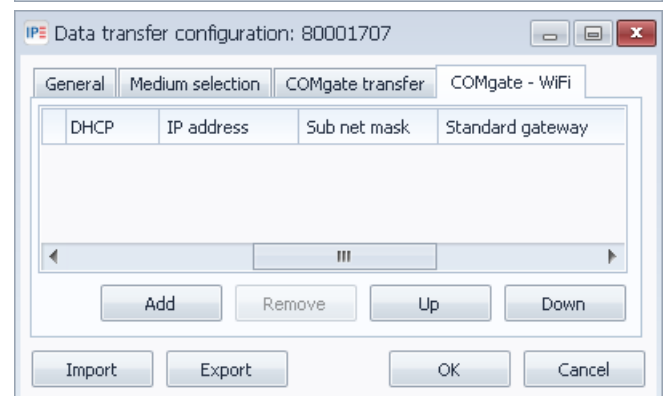 IPE Data transfer configuration: 80001707
General Medium selection COMgate transfer COMgate - WiFi
DHCP IP address Sub net mask Standard gateway
Add Remove Up Down
Import Export OK Cancel